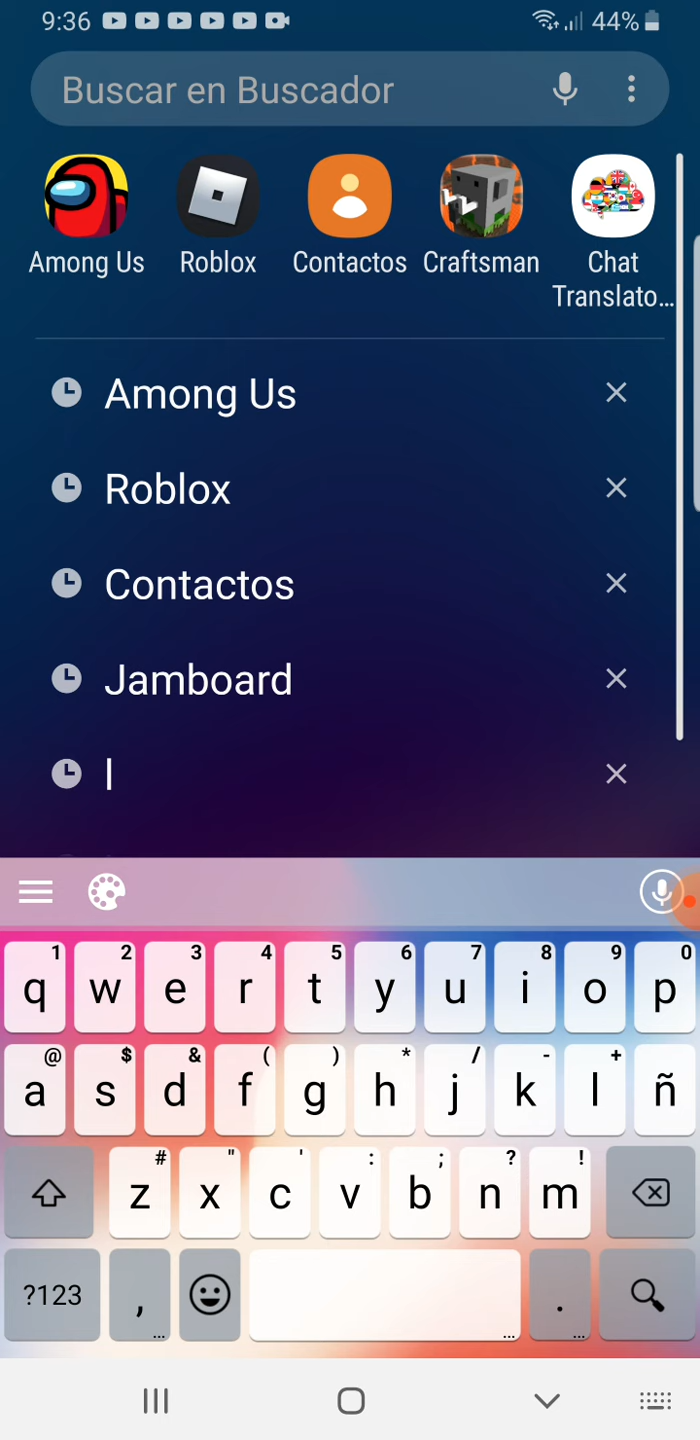 9:36 44%
Buscar en Buscador
Among Us Roblox Contactos Craftsman Chat
Translato...
Among Us
Roblox
Contactos
Jamboard
l
1 2 3 4 5 6 7 8 9 0
q w e r t y u i o p
@ $ & ( ) * / - +
a s d f g h j k l ñ
# " ' : ; ? !
z x c v b n m
?123 , ... ... . ...